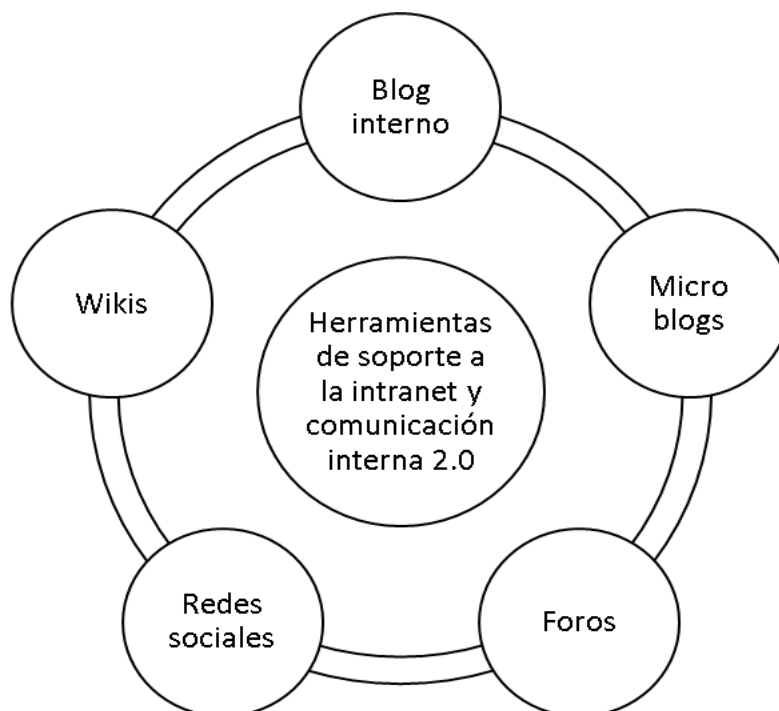 Blog
interno
Micro
blogs
Foros
Redes
sociales
Wikis
Herramientas
de soporte a
la intranet y
comunicación
interna 2.0